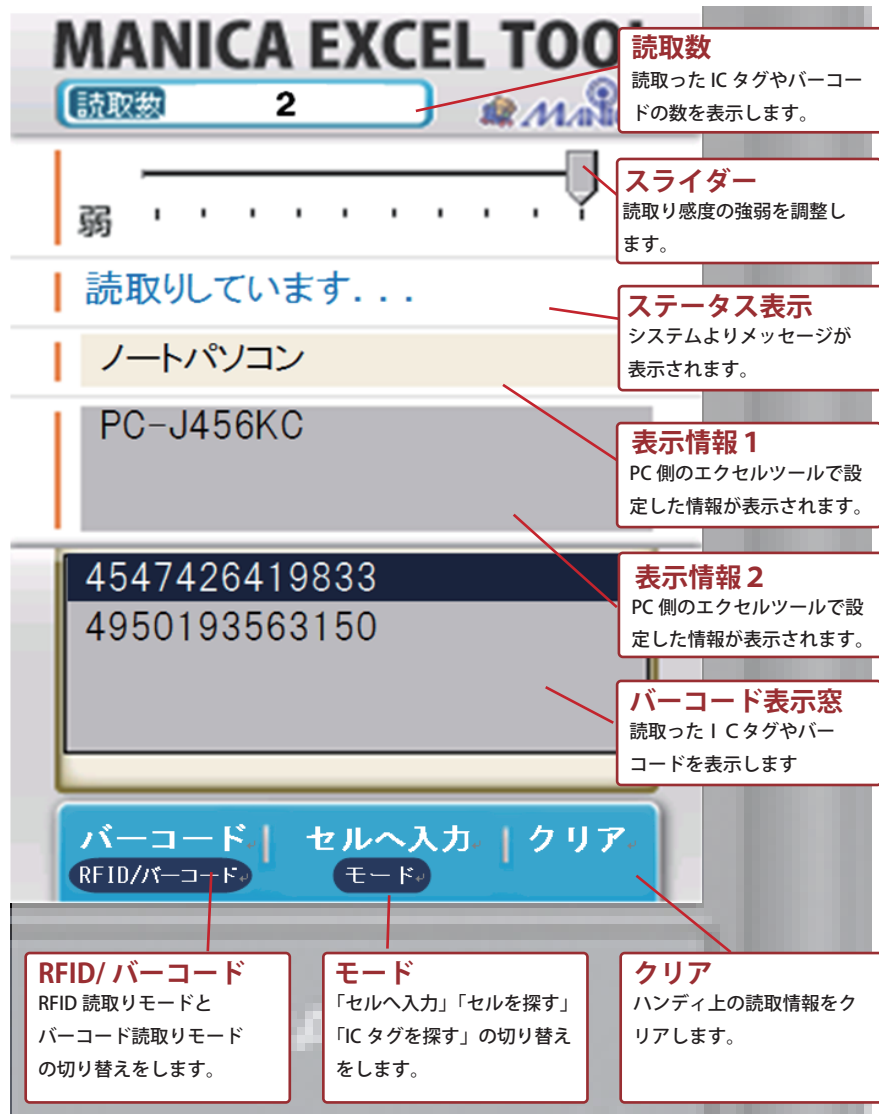 MANICA EXCEL TOO
読取数 2
読取数
読取った IC タグやバーコー
ドの数を表示します。
弱
スライダー
読取り感度の強弱を調整し
ます。
読取りしています...
ステータス表示
システムよりメッセージが
表示されます。
ノートパソコン
PC-J456KC
表示情報 1
PC 側のエクセルツールで設
定した情報が表示されます。
表示情報 2
PC 側のエクセルツールで設
定した情報が表示されます。
4547426419833
4950193563150
バーコード表示窓
読取った I C タグやバー
コードを表示します
バーコード | セルへ入力 | クリア
RFID/バーコード モード
RFID/ バーコード
RFID 読取りモードと
バーコード読取りモード
の切り替えをします。
モード
「セルへ入力」「セルを探す」
「IC タグを探す」の切り替え
をします。
クリア
ハンディ上の読取情報をク
リアします。